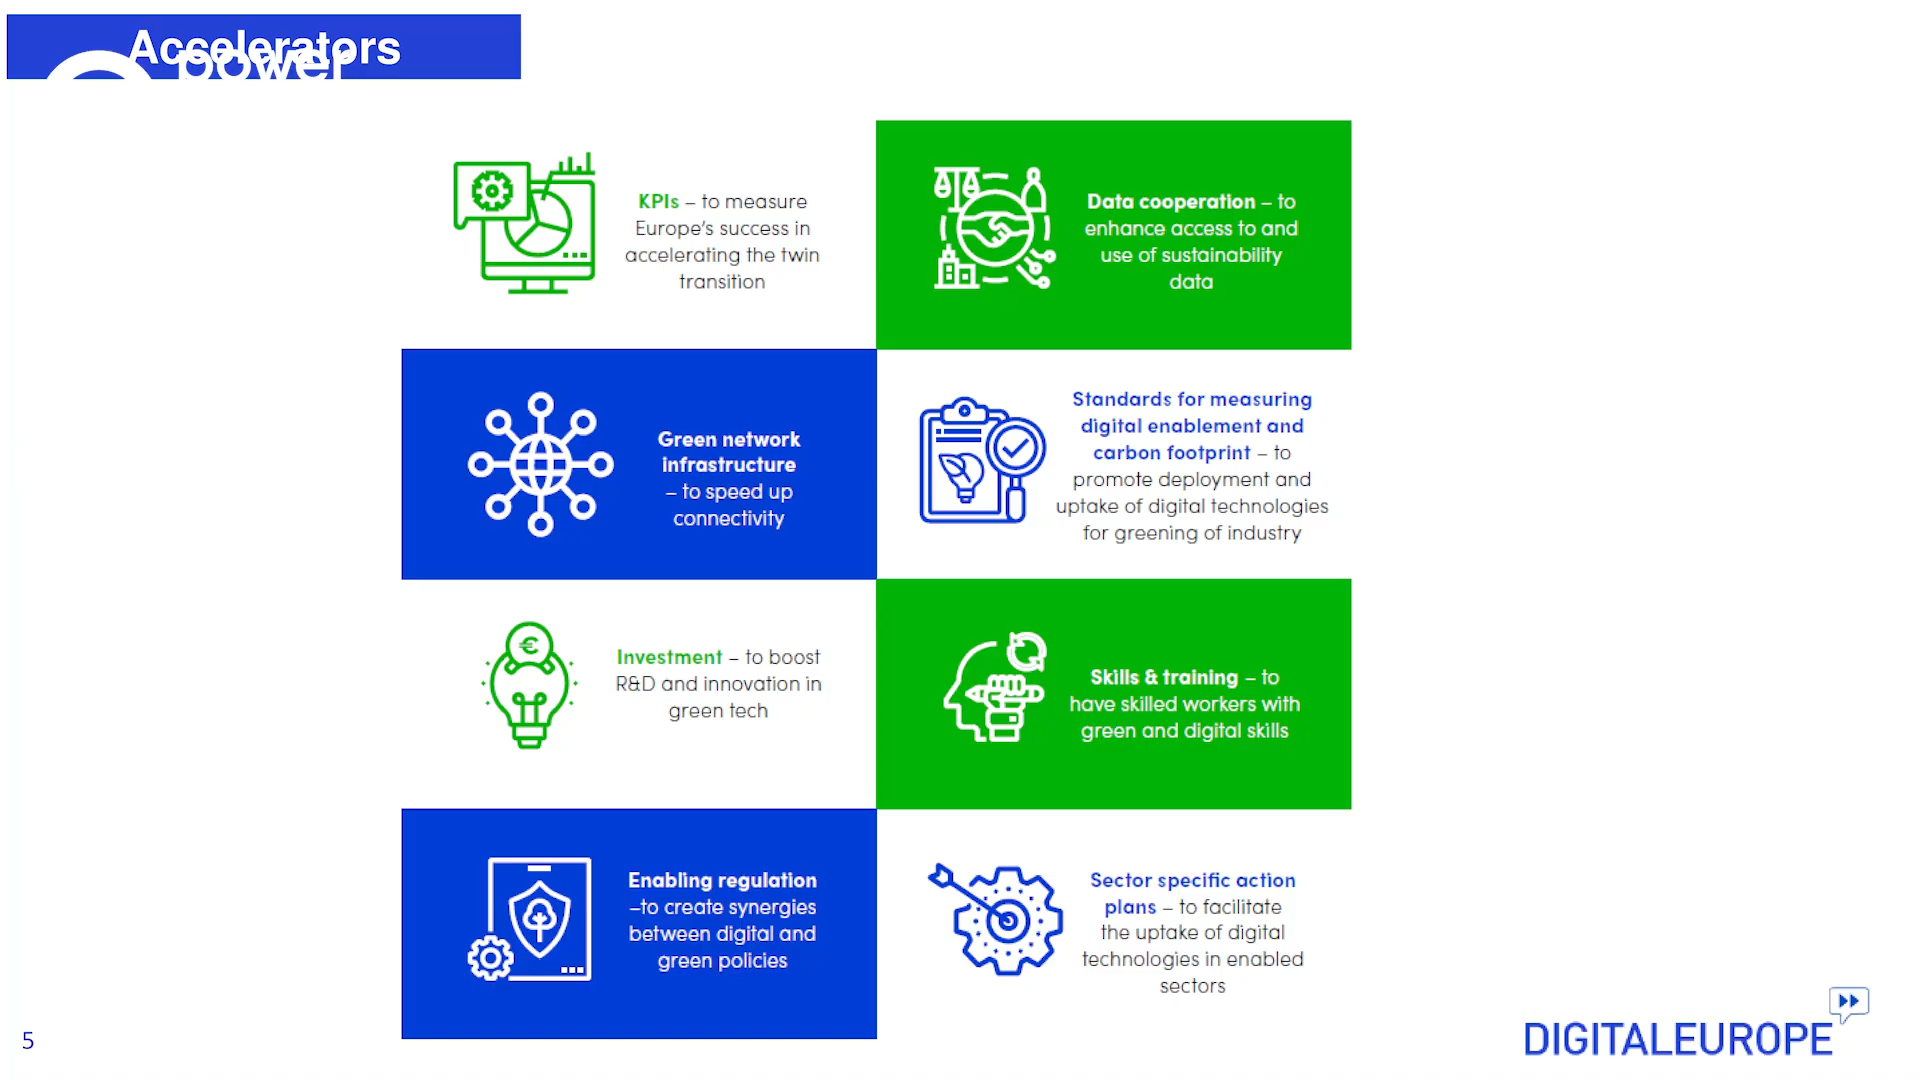 Accelerators
power
KPIs – to measure
Europe's success in
accelerating the twin
transition
Data cooperation – to
enhance access to and
use of sustainability
data
Green network
infrastructure
– to speed up
connectivity
Standards for measuring
digital enablement and
carbon footprint – to
promote deployment and
uptake of digital technologies
for greening of industry
€
Investment – to boost
R&D and innovation in
green tech
Skills & training – to
have skilled workers with
green and digital skills
Enabling regulation
–to create synergies
between digital and
green policies
Sector specific action
plans – to facilitate
the uptake of digital
technologies in enabled
sectors
5
DIGITALEUROPE